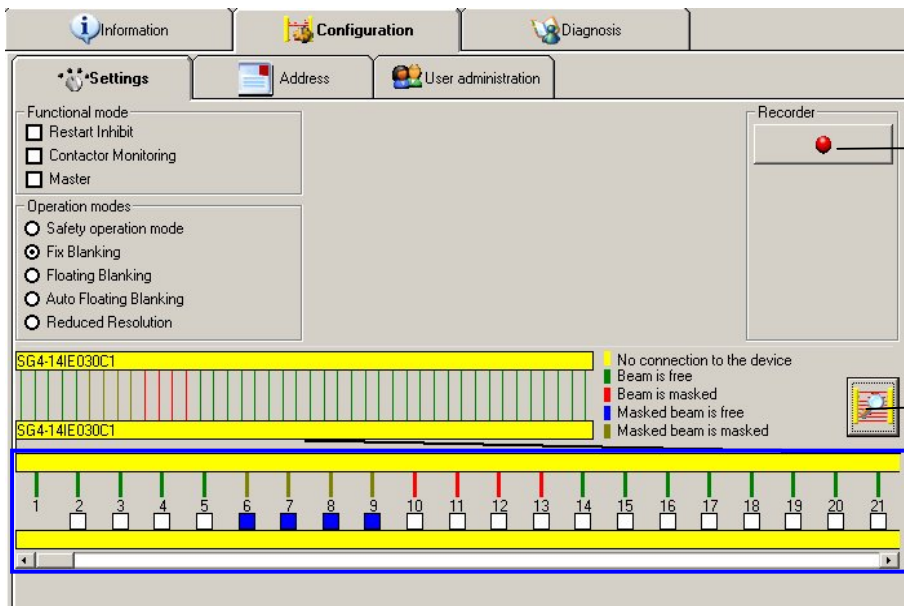 Information
Configuration
Diagnosis
Settings
Address
User administration
Functional mode
Restart Inhibit
Contactor Monitoring
Master
Recorder
Operation modes
Safety operation mode
Fix Blanking
Floating Blanking
Auto Floating Blanking
Reduced Resolution
SG4-14IE030C1
No connection to the device
Beam is free
Beam is masked
Masked beam is free
Masked beam is masked
SG4-14IE030C1
1 2 3 4 5 6 7 8 9 10 11 12 13 14 15 16 17 18 19 20 21